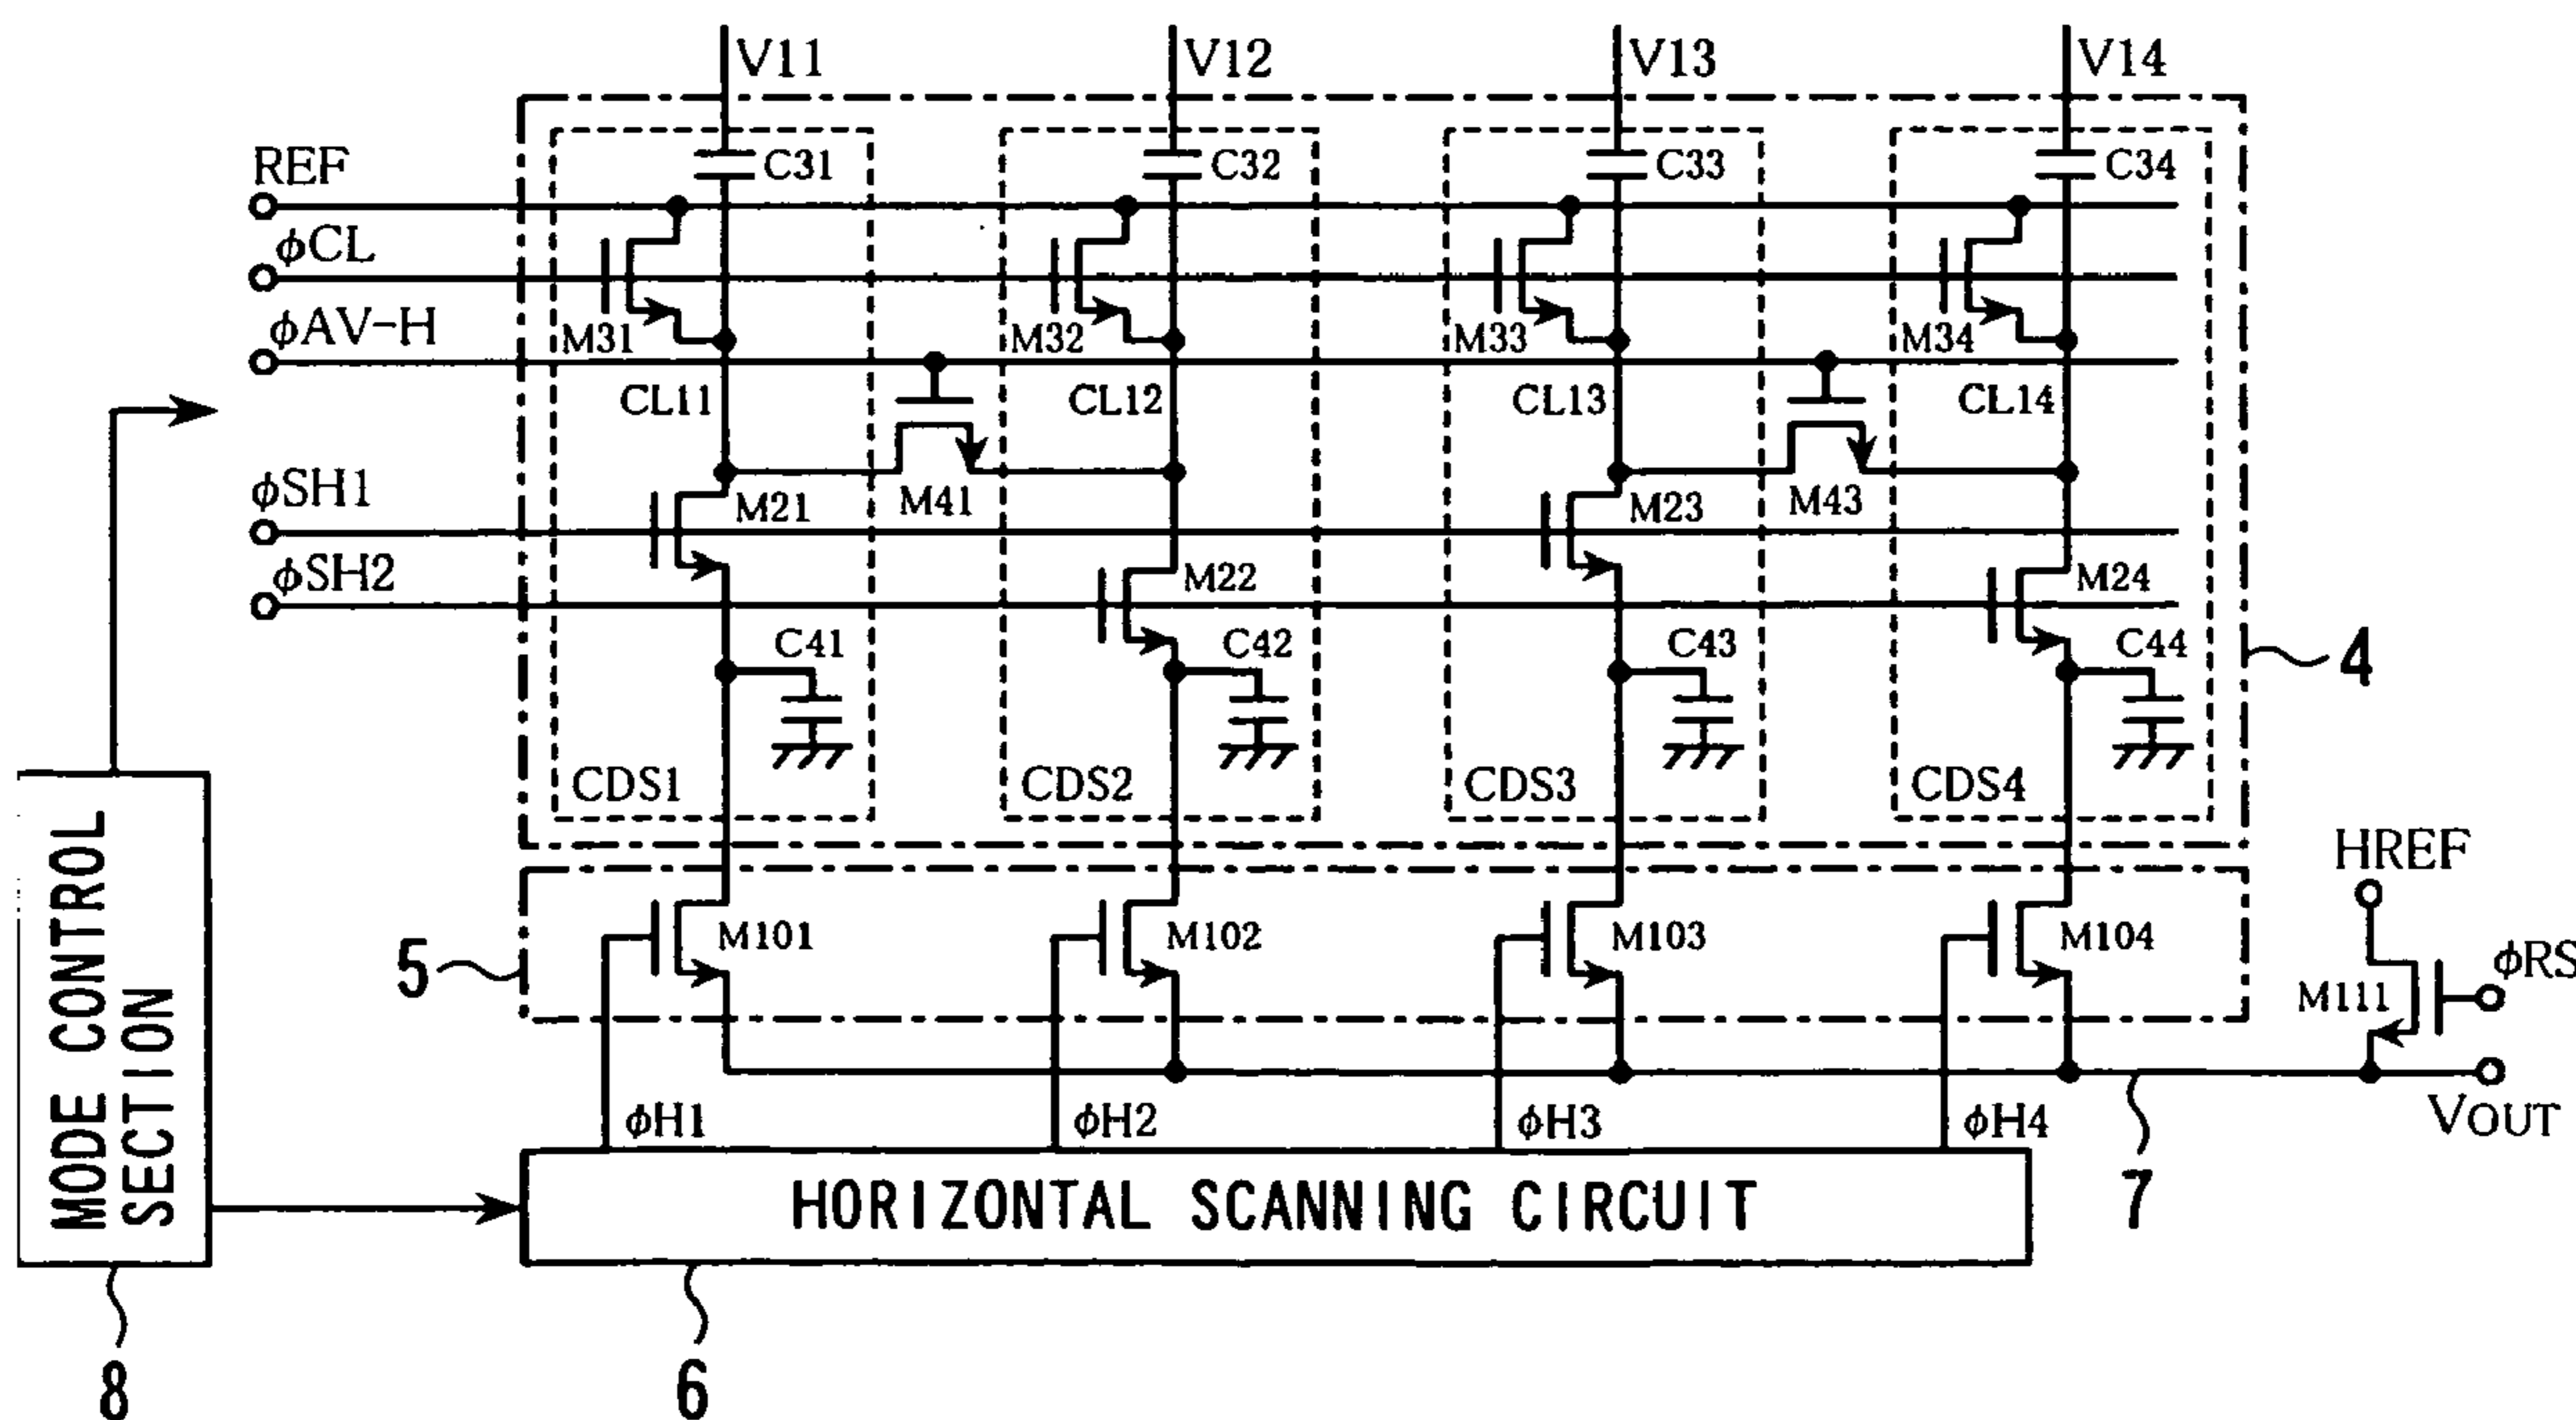 V11 V12 V13 V14
C31 C32 C33 C34
REF
ϕCL
M31 M32 M33 M34
ϕAV-H
CL11 CL12 CL13 CL14
M41 M43
ϕSH1
M21 M23
ϕSH2
M22 M24
C41 C42 C43 C44
4
CDS1 CDS2 CDS3 CDS4
HREF
M101 M102 M103 M104
5
M111
ϕRS
VOUT
ϕH1 ϕH2 ϕH3 ϕH4
7
MODE CONTROL
SECTION
HORIZONTAL SCANNING CIRCUIT
8
6